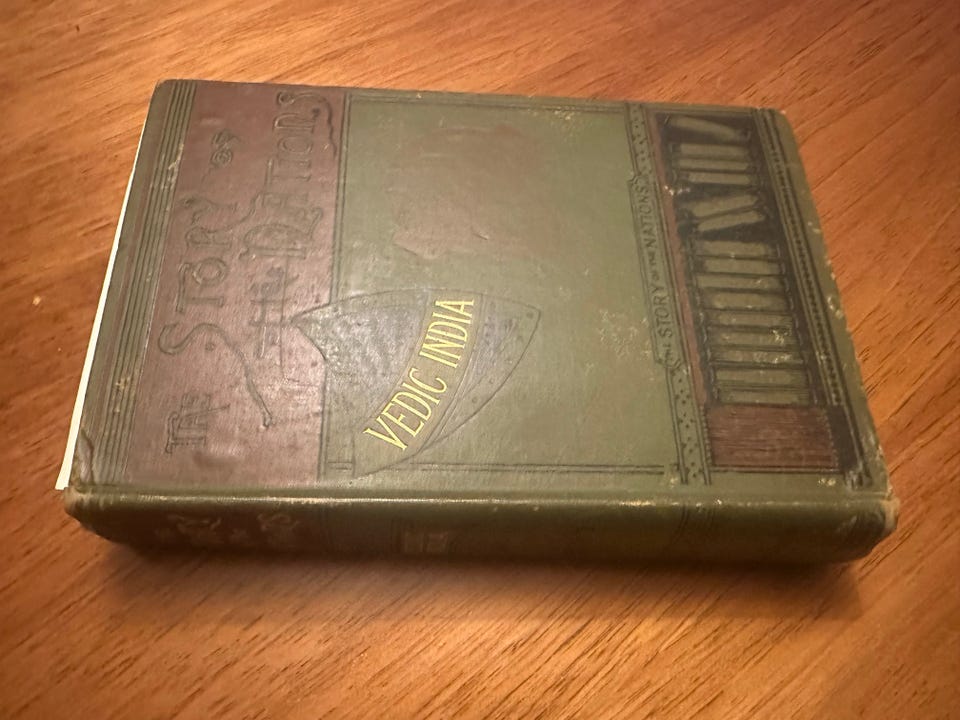 THE STORY OF
THE NATIONS
VEDIC INDIA
THE STORY OF THE NATIONS